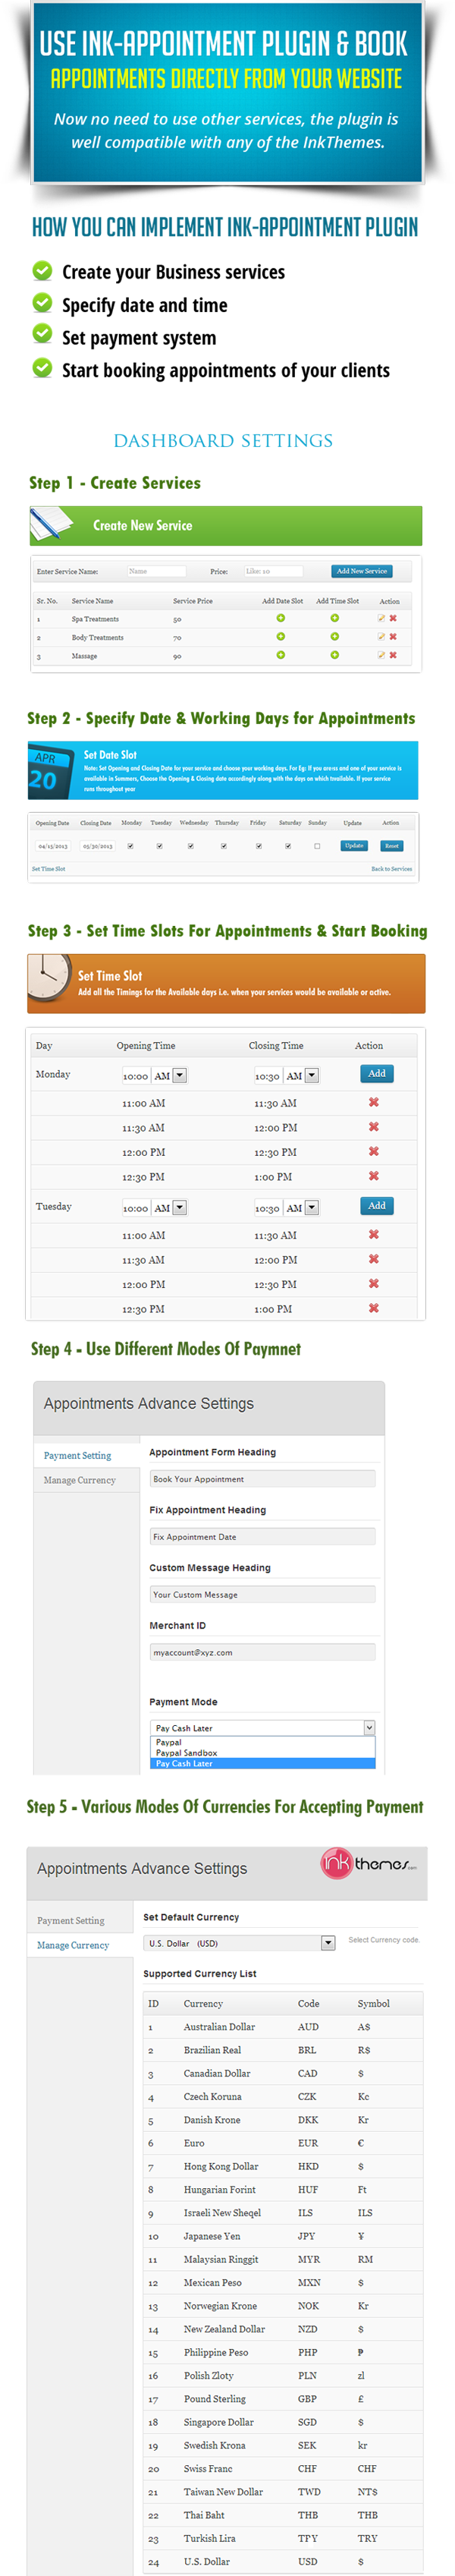 USE INK-APPOINTMENT PLUGIN & BOOK
APPOINTMENTS DIRECTLY FROM YOUR WEBSITE
Now no need to use other services, the plugin is
well compatible with any of the InkThemes.
HOW YOU CAN IMPLEMENT INK-APPOINTMENT PLUGIN
Create your Business services
Specify date and time
Set payment system
Start booking appointments of your clients
DASHBOARD SETTINGS
Step 1 - Create Services
Create New Service
Enter Service Name: Name Price: Like: 10 Add New Service
Sr. No. Service Name Service Price Add Date Slot Add Time Slot Action
1 Spa Treatments 50
2 Body Treatments 70
3 Massage 90
Step 2 - Specify Date & Working Days for Appointments
APR
20
Set Date Slot
Note: Set Opening and Closing Date for your service and choose your working days. For Eg: If you are-as and one of your service is
available in Summers, Choose the Opening & Closing date accordingly along with the days on which available. If your service
runs throughout year
Opening Date Closing Date Monday Tuesday Wednesday Thursday Friday Saturday Sunday Update Action
04/15/2013 05/30/2013 Update Reset
Set Time Slot Back to Services
Step 3 - Set Time Slots For Appointments & Start Booking
Set Time Slot
Add all the Timings for the Available days i.e. when your services would be available or active.
Day Opening Time Closing Time Action
Monday 10:00 AM 10:30 AM Add
11:00 AM 11:30 AM
11:30 AM 12:00 PM
12:00 PM 12:30 PM
12:30 PM 1:00 PM
Tuesday 10:00 AM 10:30 AM Add
11:00 AM 11:30 AM
11:30 AM 12:00 PM
12:00 PM 12:30 PM
12:30 PM 1:00 PM
Step 4 - Use Different Modes Of Paymnet
Appointments Advance Settings
Payment Setting
Manage Currency
Appointment Form Heading
Book Your Appointment
Fix Appointment Heading
Fix Appointment Date
Custom Message Heading
Your Custom Message
Merchant ID
myaccount@xyz.com
Payment Mode
Pay Cash Later
Paypal
Paypal Sandbox
Pay Cash Later
Step 5 - Various Modes Of Currencies For Accepting Payment
Appointments Advance Settings
inkthemes.com
Payment Setting
Manage Currency
Set Default Currency
U.S. Dollar (USD) Select Currency code.
Supported Currency List
ID Currency Code Symbol
1 Australian Dollar AUD A$
2 Brazilian Real BRL R$
3 Canadian Dollar CAD $
4 Czech Koruna CZK Kc
5 Danish Krone DKK Kr
6 Euro EUR €
7 Hong Kong Dollar HKD $
8 Hungarian Forint HUF Ft
9 Israeli New Sheqel ILS ILS
10 Japanese Yen JPY ¥
11 Malaysian Ringgit MYR RM
12 Mexican Peso MXN $
13 Norwegian Krone NOK Kr
14 New Zealand Dollar NZD $
15 Philippine Peso PHP ₱
16 Polish Zloty PLN zl
17 Pound Sterling GBP £
18 Singapore Dollar SGD $
19 Swedish Krona SEK kr
20 Swiss Franc CHF CHF
21 Taiwan New Dollar TWD NT$
22 Thai Baht THB THB
23 Turkish Lira TRY TRY
24 U.S. Dollar USD $